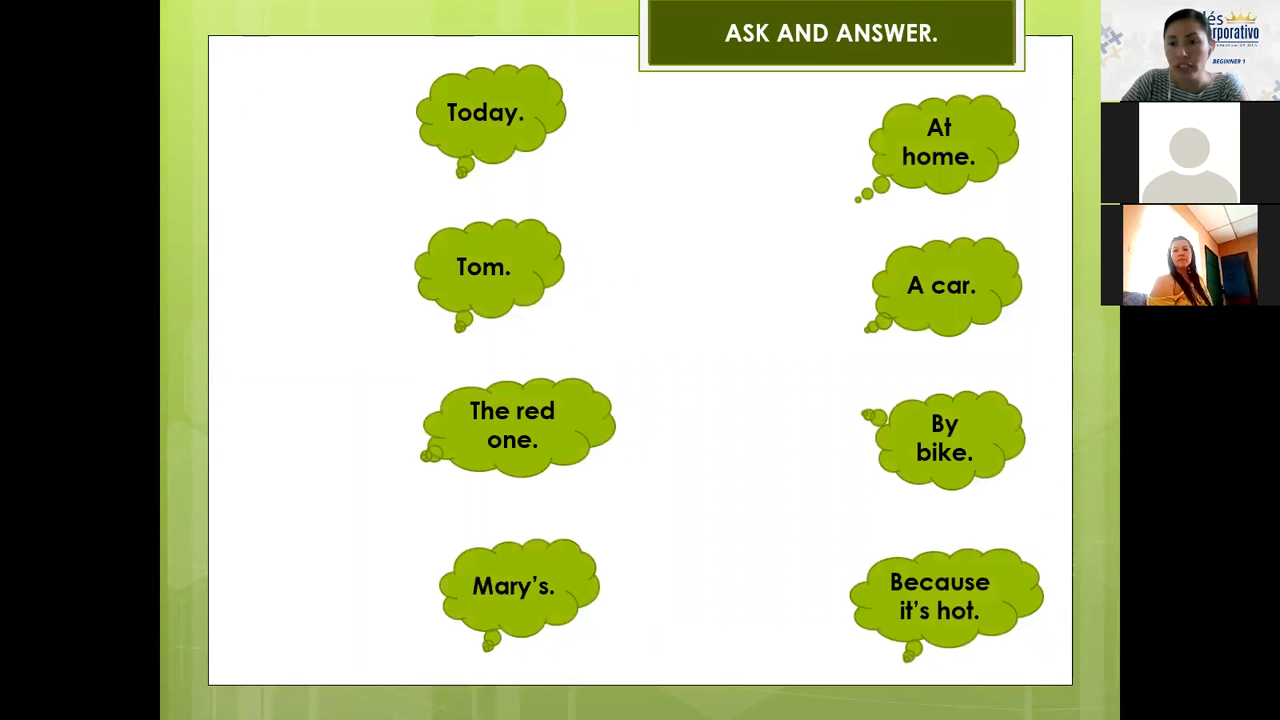 ASK AND ANSWER.
Today.
At
home.
Tom.
A car.
The red
one.
By
bike.
Mary's.
Because
it's hot.
BEGINNER 1